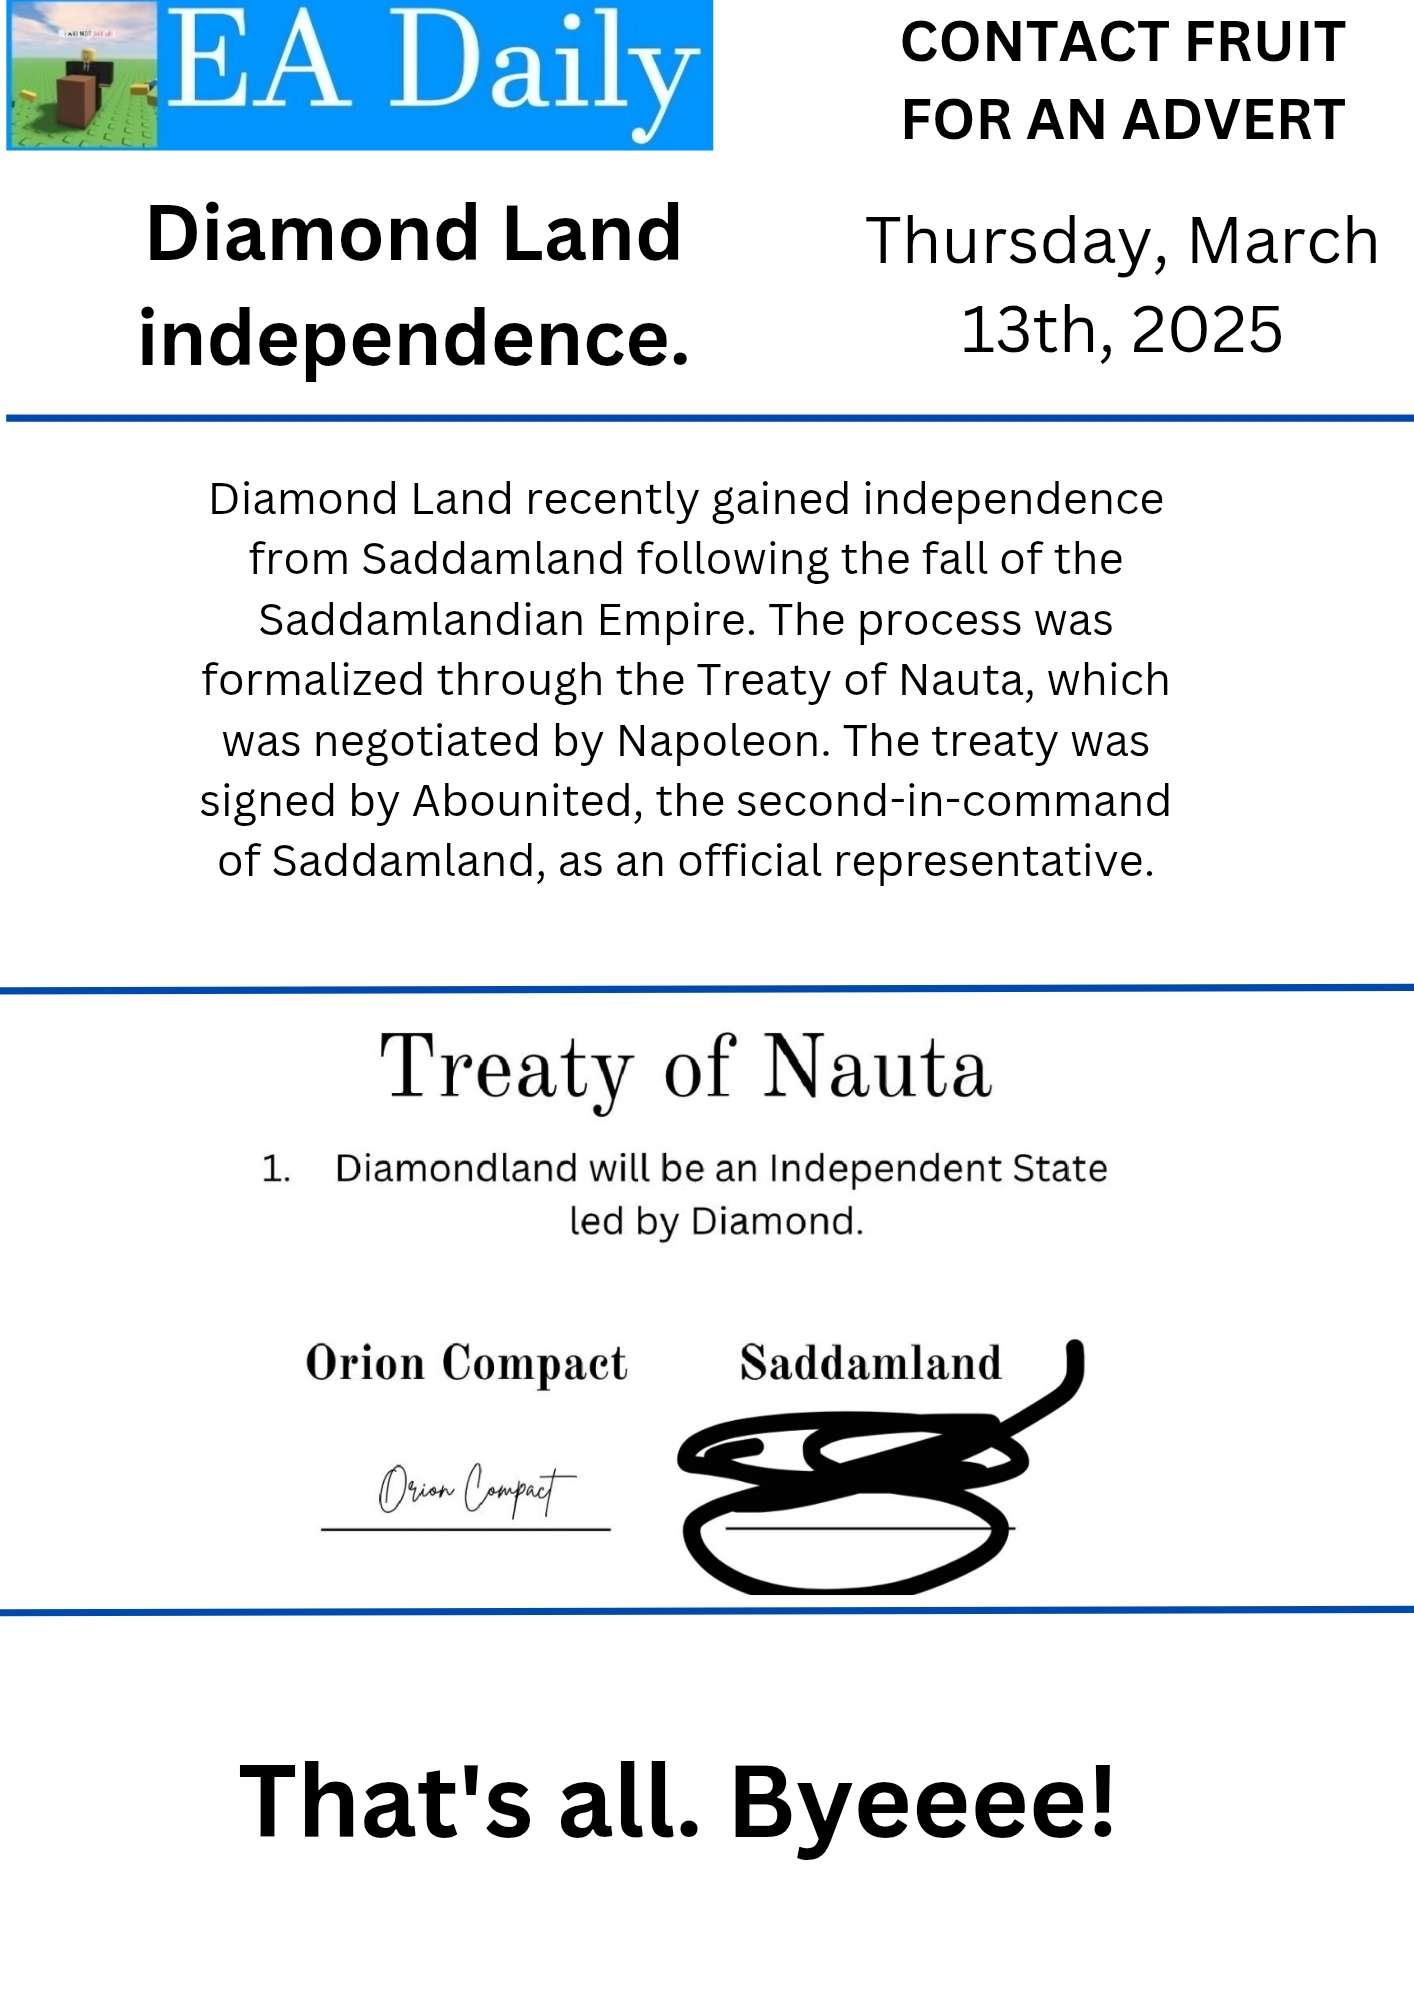 EA Daily
CONTACT FRUIT
FOR AN ADVERT
Diamond Land
independence.
Thursday, March
13th, 2025
Diamond Land recently gained independence
from Saddamland following the fall of the
Saddamlandian Empire. The process was
formalized through the Treaty of Nauta, which
was negotiated by Napoleon. The treaty was
signed by Abounited, the second-in-command
of Saddamland, as an official representative.
Treaty of Nauta
1. Diamondland will be an Independent State
led by Diamond.
Orion Compact
Saddamland
Orion Compact
That's all. Byeeee!